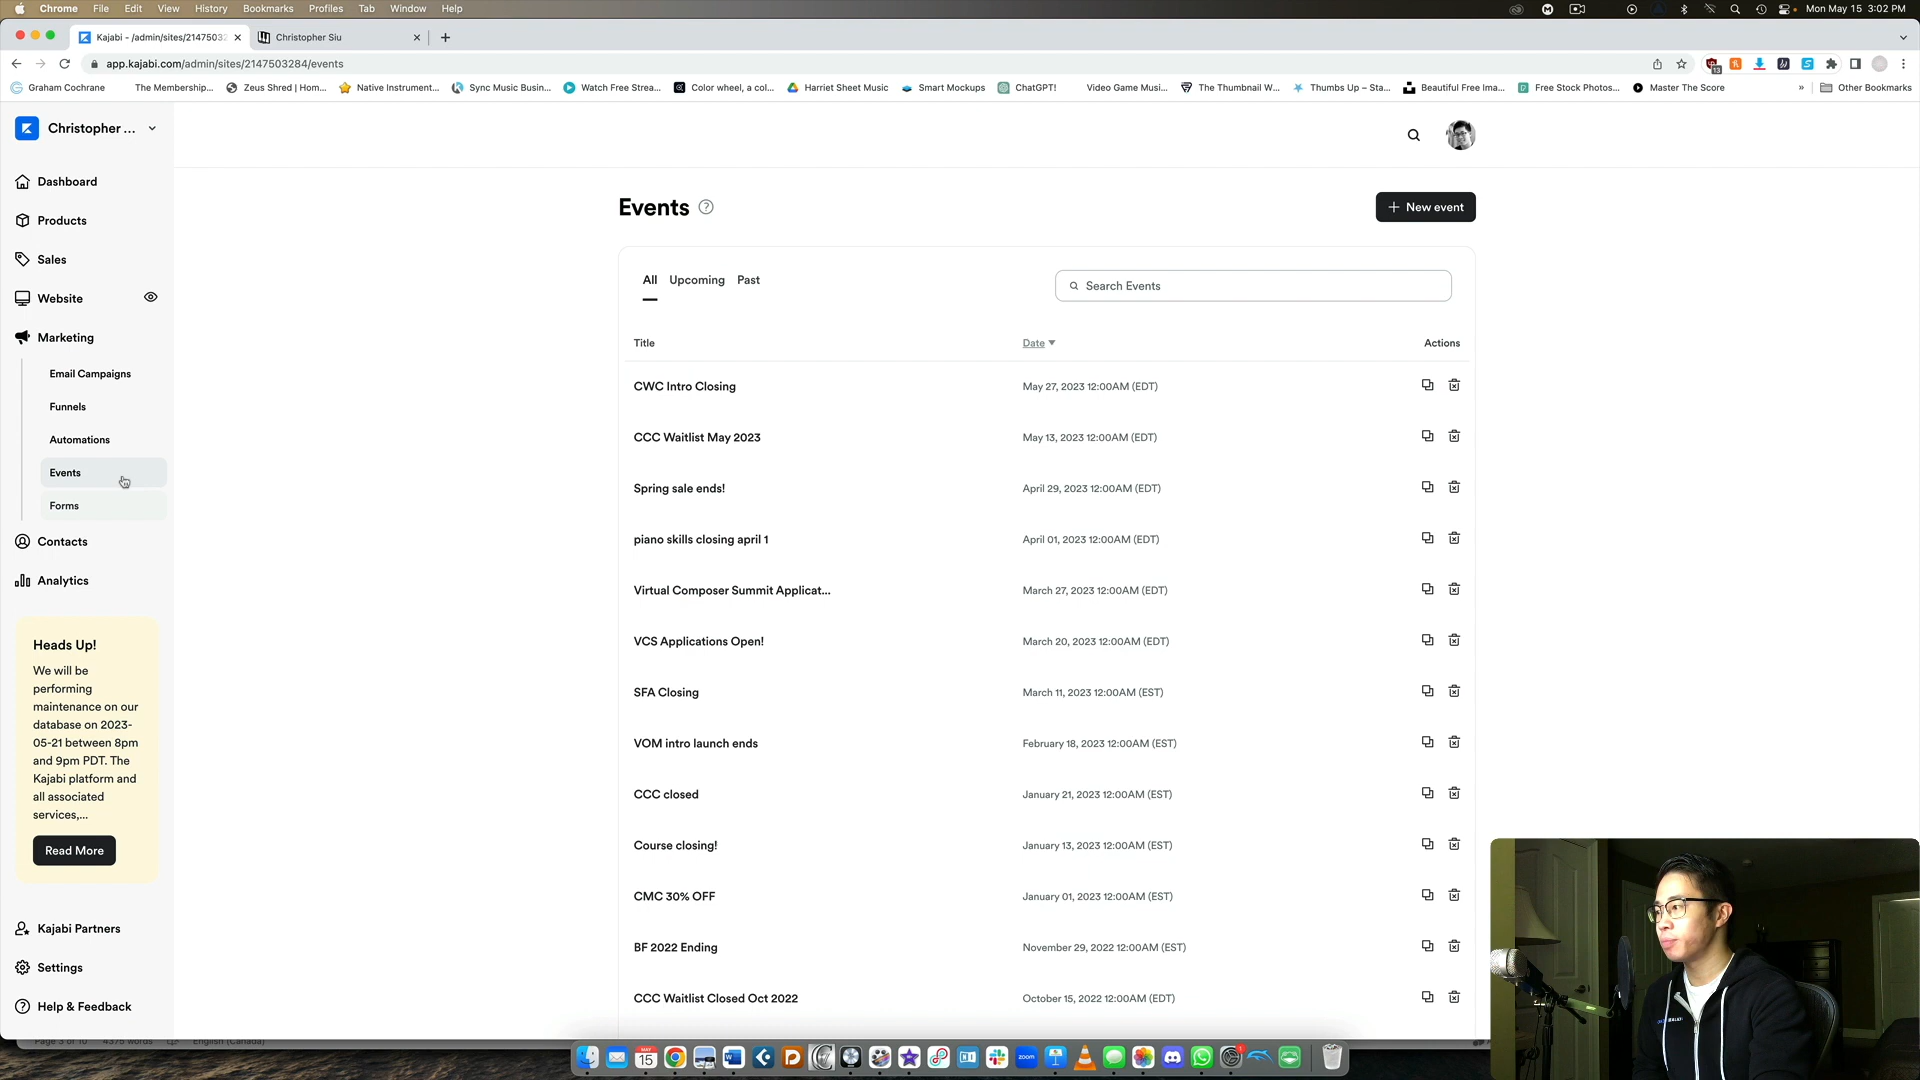 Chrome File Edit View History Bookmarks Profiles Tab Window Help
Mon May 15 3:02 PM
Kajabi - /admin/sites/21475032
Christopher Siu
app.kajabi.com/admin/sites/2147503284/events
Graham Cochrane
The Membership...
Zeus Shred | Hom...
Native Instrument...
Sync Music Busin...
Watch Free Strea...
Color wheel, a col...
Harriet Sheet Music
Smart Mockups
ChatGPT!
Video Game Musi...
The Thumbnail W...
Thumbs Up – Sta...
Beautiful Free Ima...
Free Stock Photos...
Master The Score
»
Other Bookmarks
Christopher ...
Dashboard
Products
Sales
Website
Marketing
Email Campaigns
Funnels
Automations
Events
Forms
Contacts
Analytics
Heads Up!
We will be
performing
maintenance on our
database on 2023-
05-21 between 8pm
and 9pm PDT. The
Kajabi platform and
all associated
services,...
Read More
Kajabi Partners
Settings
Help & Feedback
Events
New event
All Upcoming Past
Search Events
Title Date Actions
CWC Intro Closing May 27, 2023 12:00AM (EDT)
CCC Waitlist May 2023 May 13, 2023 12:00AM (EDT)
Spring sale ends! April 29, 2023 12:00AM (EDT)
piano skills closing april 1 April 01, 2023 12:00AM (EDT)
Virtual Composer Summit Applicat... March 27, 2023 12:00AM (EDT)
VCS Applications Open! March 20, 2023 12:00AM (EDT)
SFA Closing March 11, 2023 12:00AM (EST)
VOM intro launch ends February 18, 2023 12:00AM (EST)
CCC closed January 21, 2023 12:00AM (EST)
Course closing! January 13, 2023 12:00AM (EST)
CMC 30% OFF January 01, 2023 12:00AM (EST)
BF 2022 Ending November 29, 2022 12:00AM (EST)
CCC Waitlist Closed Oct 2022 October 15, 2022 12:00AM (EDT)
Page 3 of 10 4375 words English (Canada)
MAY
15
zoom